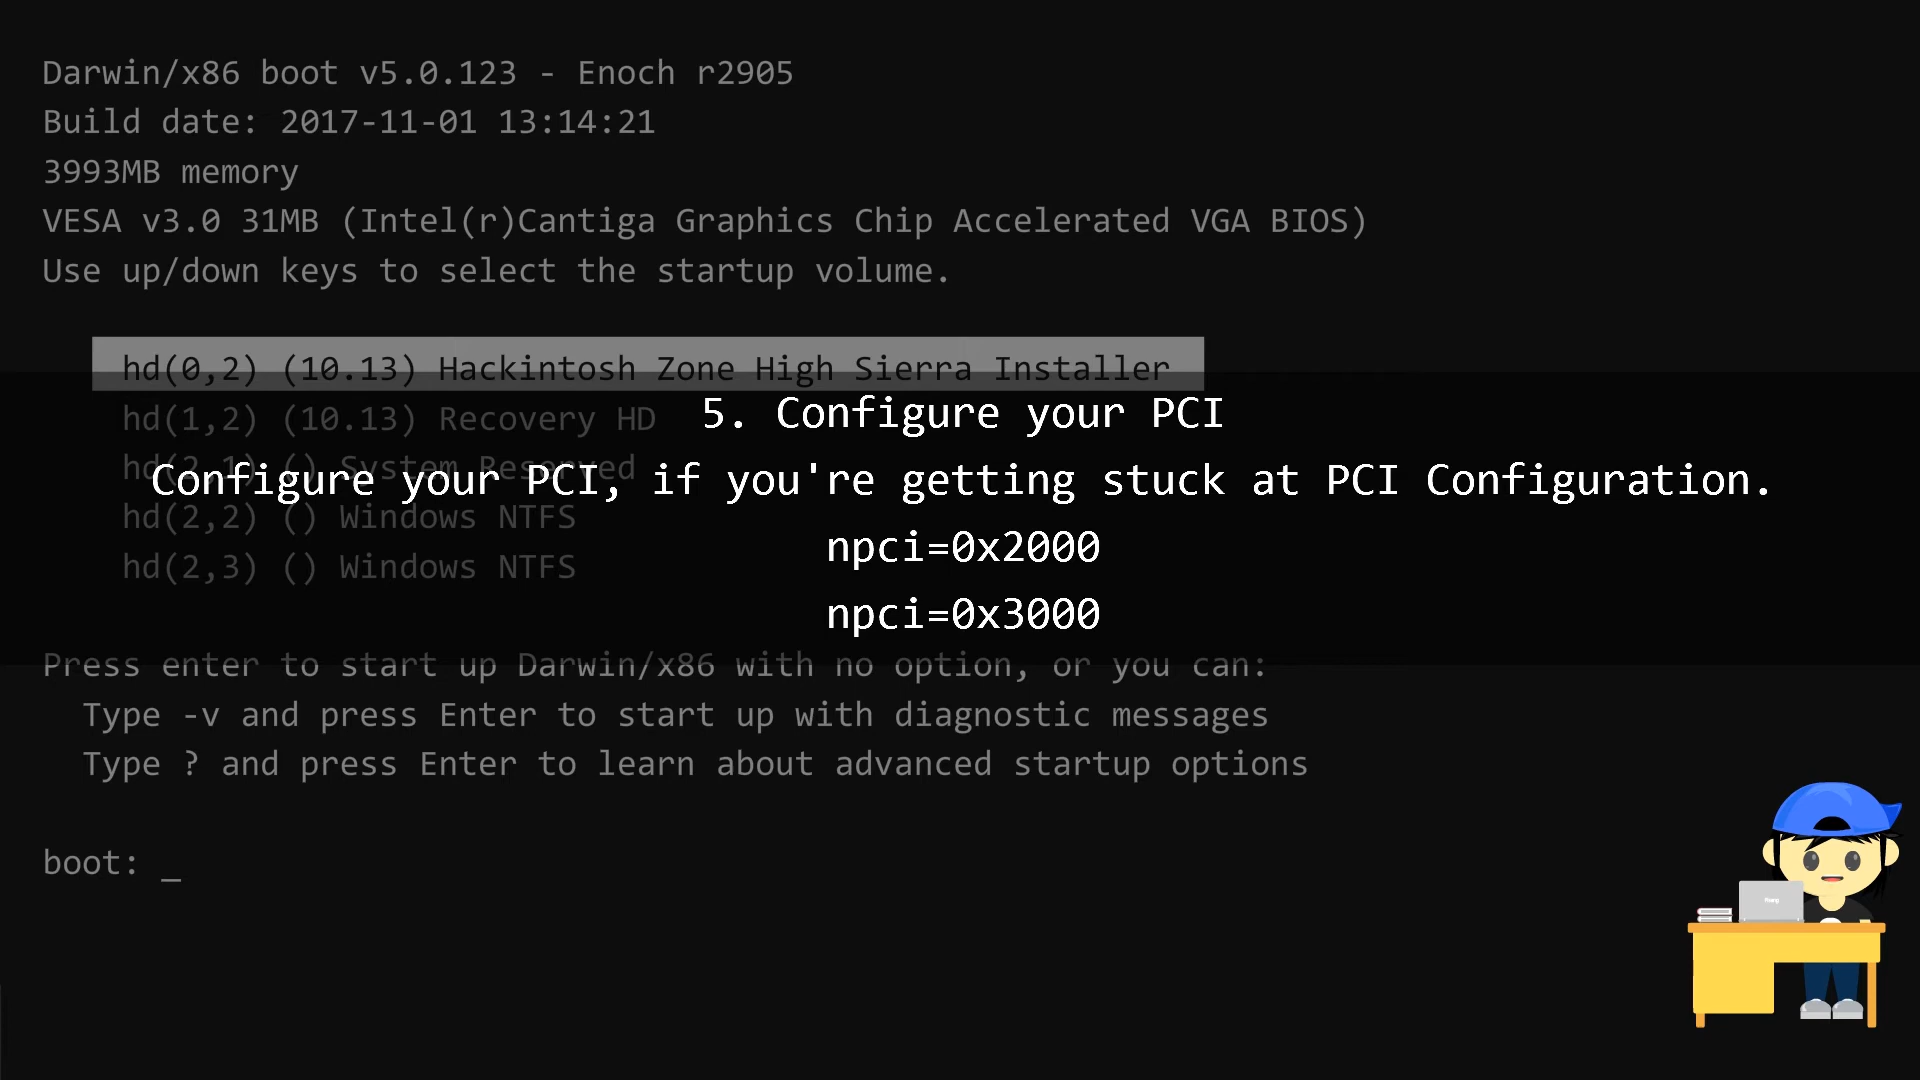 Darwin/x86 boot v5.0.123 - Enoch r2905
Build date: 2017-11-01 13:14:21
3993MB memory
VESA v3.0 31MB (Intel(r)Cantiga Graphics Chip Accelerated VGA BIOS)
Use up/down keys to select the startup volume.
hd(0,2) (10.13) Hackintosh Zone High Sierra Installer
hd(1,2) (10.13) Recovery HD
5. Configure your PCI
hd(2,1) () System Reserved
Configure your PCI, if you're getting stuck at PCI Configuration.
hd(2,2) () Windows NTFS
npci=0x2000
hd(2,3) () Windows NTFS
npci=0x3000
Press enter to start up Darwin/x86 with no option, or you can:
Type -v and press Enter to start up with diagnostic messages
Type ? and press Enter to learn about advanced startup options
boot: _